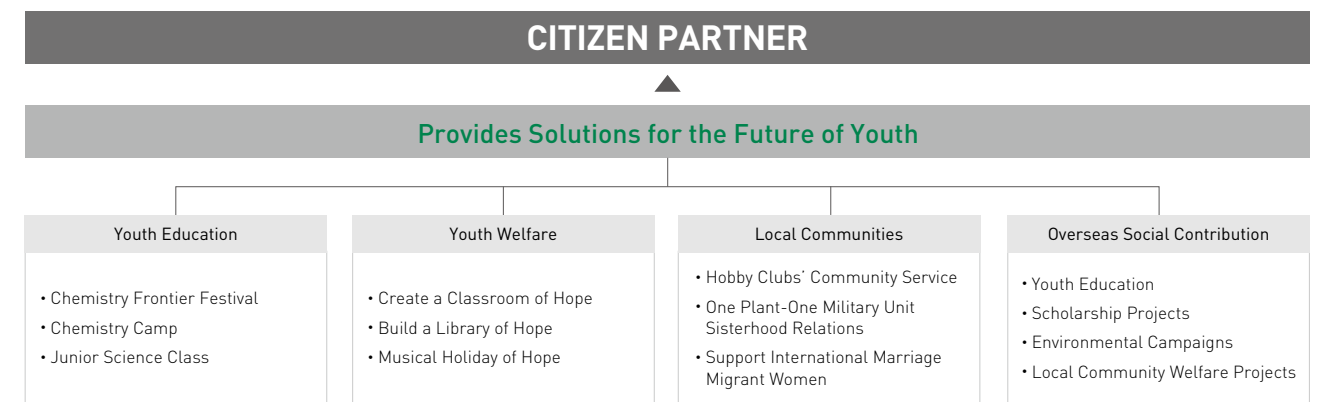 CITIZEN PARTNER
Provides Solutions for the Future of Youth
Youth Education
• Chemistry Frontier Festival
• Chemistry Camp
• Junior Science Class
Youth Welfare
• Create a Classroom of Hope
• Build a Library of Hope
• Musical Holiday of Hope
Local Communities
• Hobby Clubs’ Community Service
• One Plant-One Military Unit
Sisterhood Relations
• Support International Marriage
Migrant Women
Overseas Social Contribution
• Youth Education
• Scholarship Projects
• Environmental Campaigns
• Local Community Welfare Projects